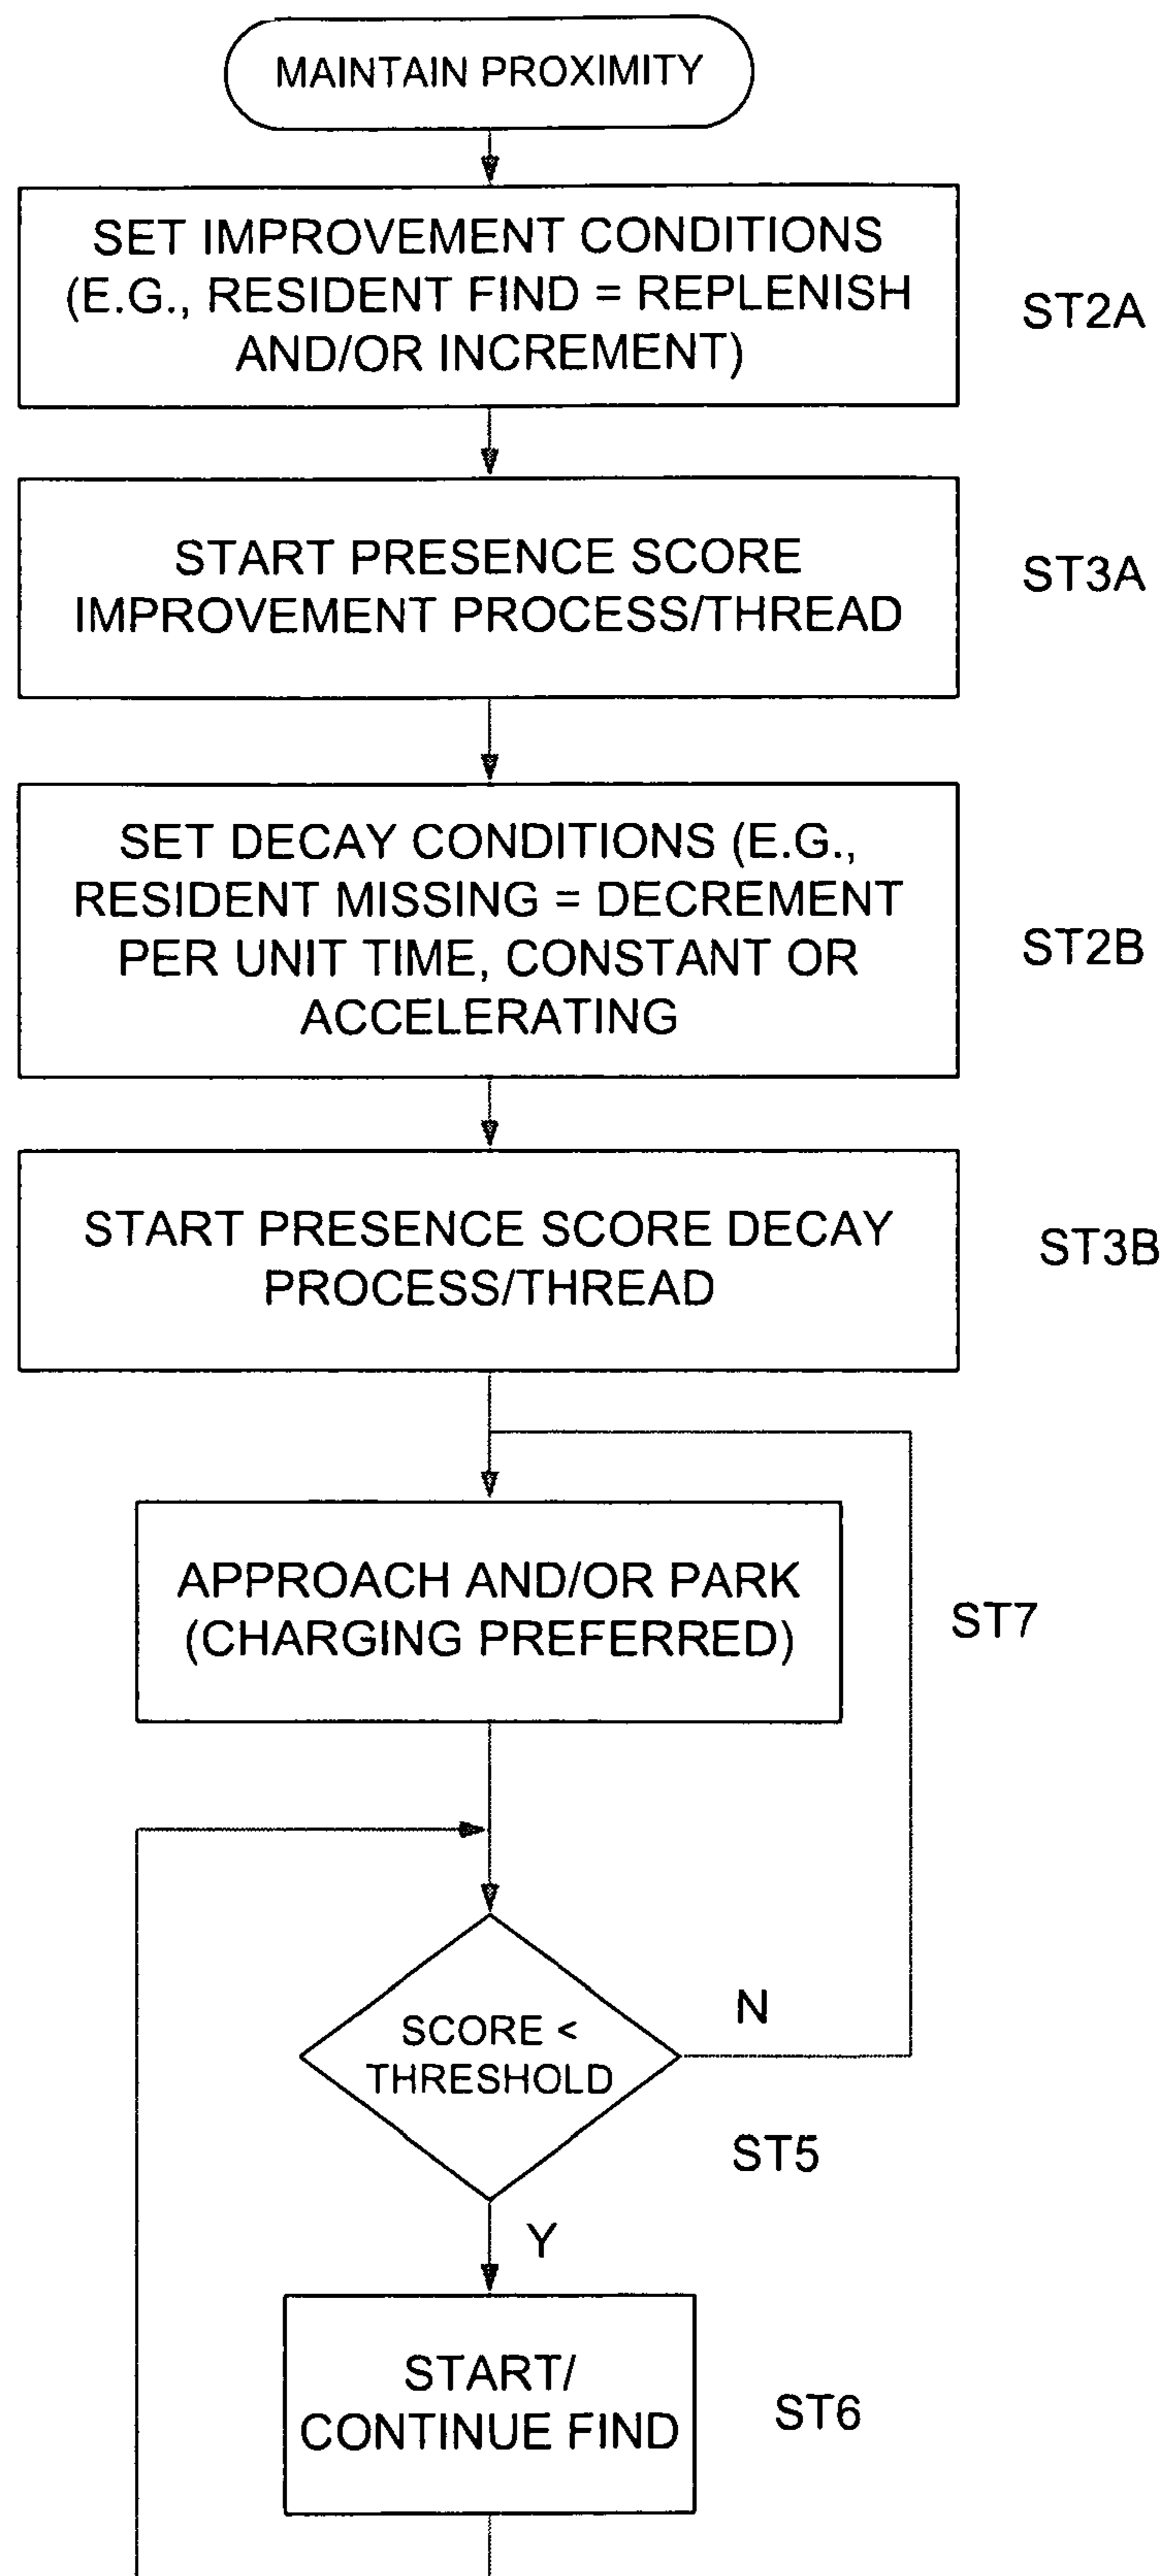 MAINTAIN PROXIMITY
SET IMPROVEMENT CONDITIONS
(E.G., RESIDENT FIND = REPLENISH
AND/OR INCREMENT)
ST2A
START PRESENCE SCORE
IMPROVEMENT PROCESS/THREAD
ST3A
SET DECAY CONDITIONS (E.G.,
RESIDENT MISSING = DECREMENT
PER UNIT TIME, CONSTANT OR
ACCELERATING
ST2B
START PRESENCE SCORE DECAY
PROCESS/THREAD
ST3B
APPROACH AND/OR PARK
(CHARGING PREFERRED)
ST7
SCORE <
THRESHOLD
N
ST5
Y
START/
CONTINUE FIND
ST6